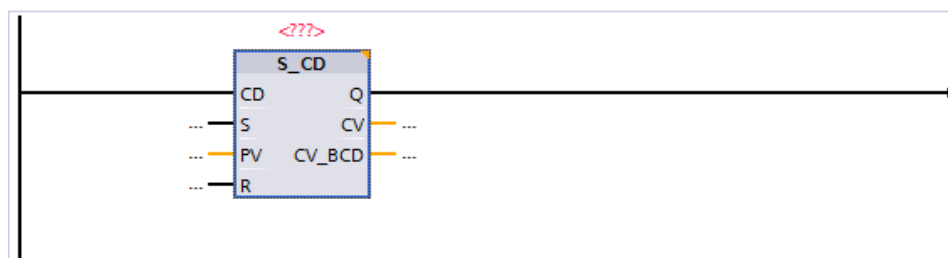 <???>
S_CD
CD Q
... S CV ...
... PV CV_BCD ...
... R